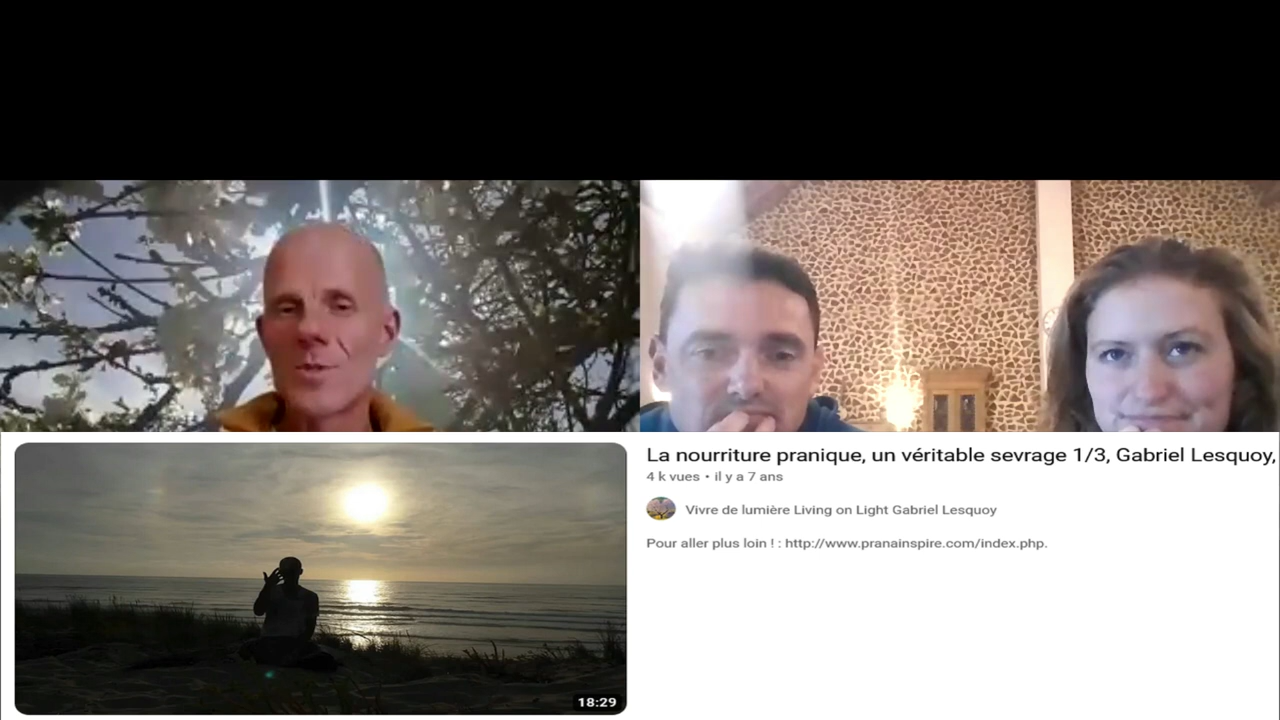 La nourriture pranique, un véritable sevrage 1/3, Gabriel Lesquoy,
4 k vues • il y a 7 ans
Vivre de lumière Living on Light Gabriel Lesquoy
Pour aller plus loin ! : http://www.pranainspire.com/index.php.
18:29